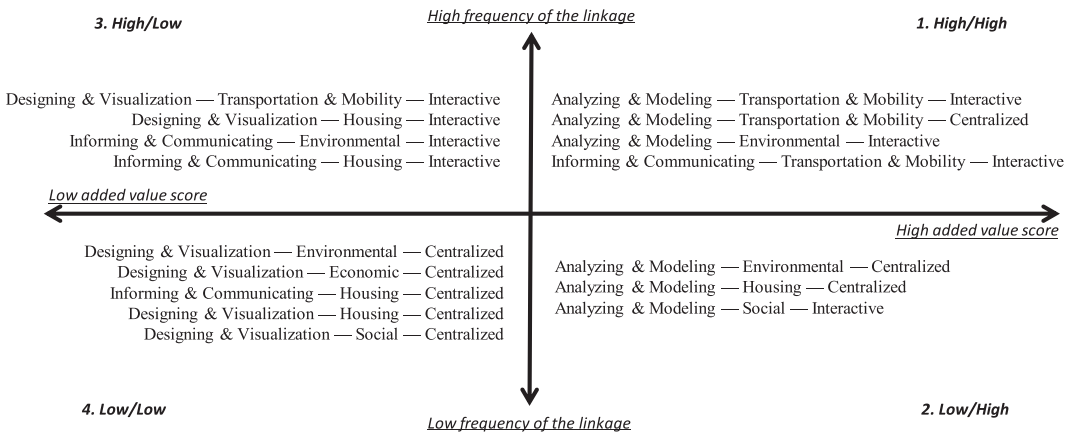 High frequency of the linkage
3. High/Low
1. High/High
Designing & Visualization — Transportation & Mobility — Interactive
Designing & Visualization — Housing — Interactive
Informing & Communicating — Environmental — Interactive
Informing & Communicating — Housing — Interactive
Analyzing & Modeling — Transportation & Mobility — Interactive
Analyzing & Modeling — Transportation & Mobility — Centralized
Analyzing & Modeling — Environmental — Interactive
Informing & Communicating — Transportation & Mobility — Interactive
Low added value score
High added value score
Designing & Visualization — Environmental — Centralized
Designing & Visualization — Economic — Centralized
Informing & Communicating — Housing — Centralized
Designing & Visualization — Housing — Centralized
Designing & Visualization — Social — Centralized
Analyzing & Modeling — Environmental — Centralized
Analyzing & Modeling — Housing — Centralized
Analyzing & Modeling — Social — Interactive
4. Low/Low
2. Low/High
Low frequency of the linkage